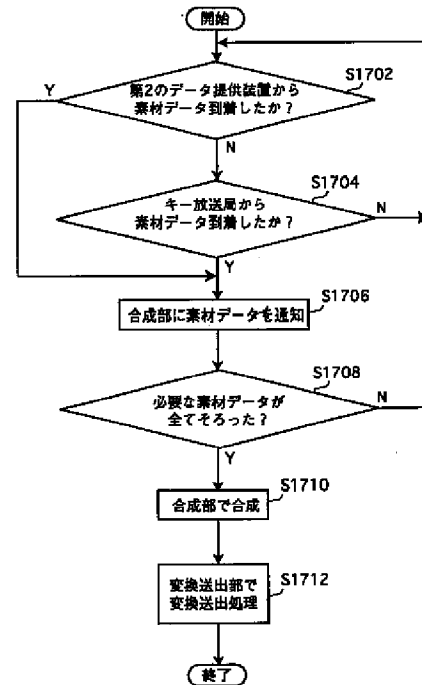 開始
S1702
第2のデータ提供装置から
素材データ到着したか?
Y
N
S1704
キー放送局から
素材データ到着したか?
N
Y
S1706
合成部に素材データを通知
S1708
必要な素材データが
全てそろった?
N
Y
S1710
合成部で合成
S1712
変換送出部で
変換送出処理
終了